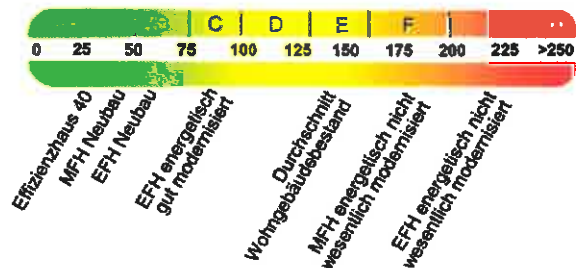 C D E F
0 25 50 75 100 125 150 175 200 225 >250
Effizienzhaus 40
MFH Neubau
EFH Neubau
EFH energetisch
gut modernisiert
Durchschnitt
Wohngebäudebestand
MFH energetisch nicht
wesentlich modernisiert
EFH energetisch nicht
wesentlich modernisiert